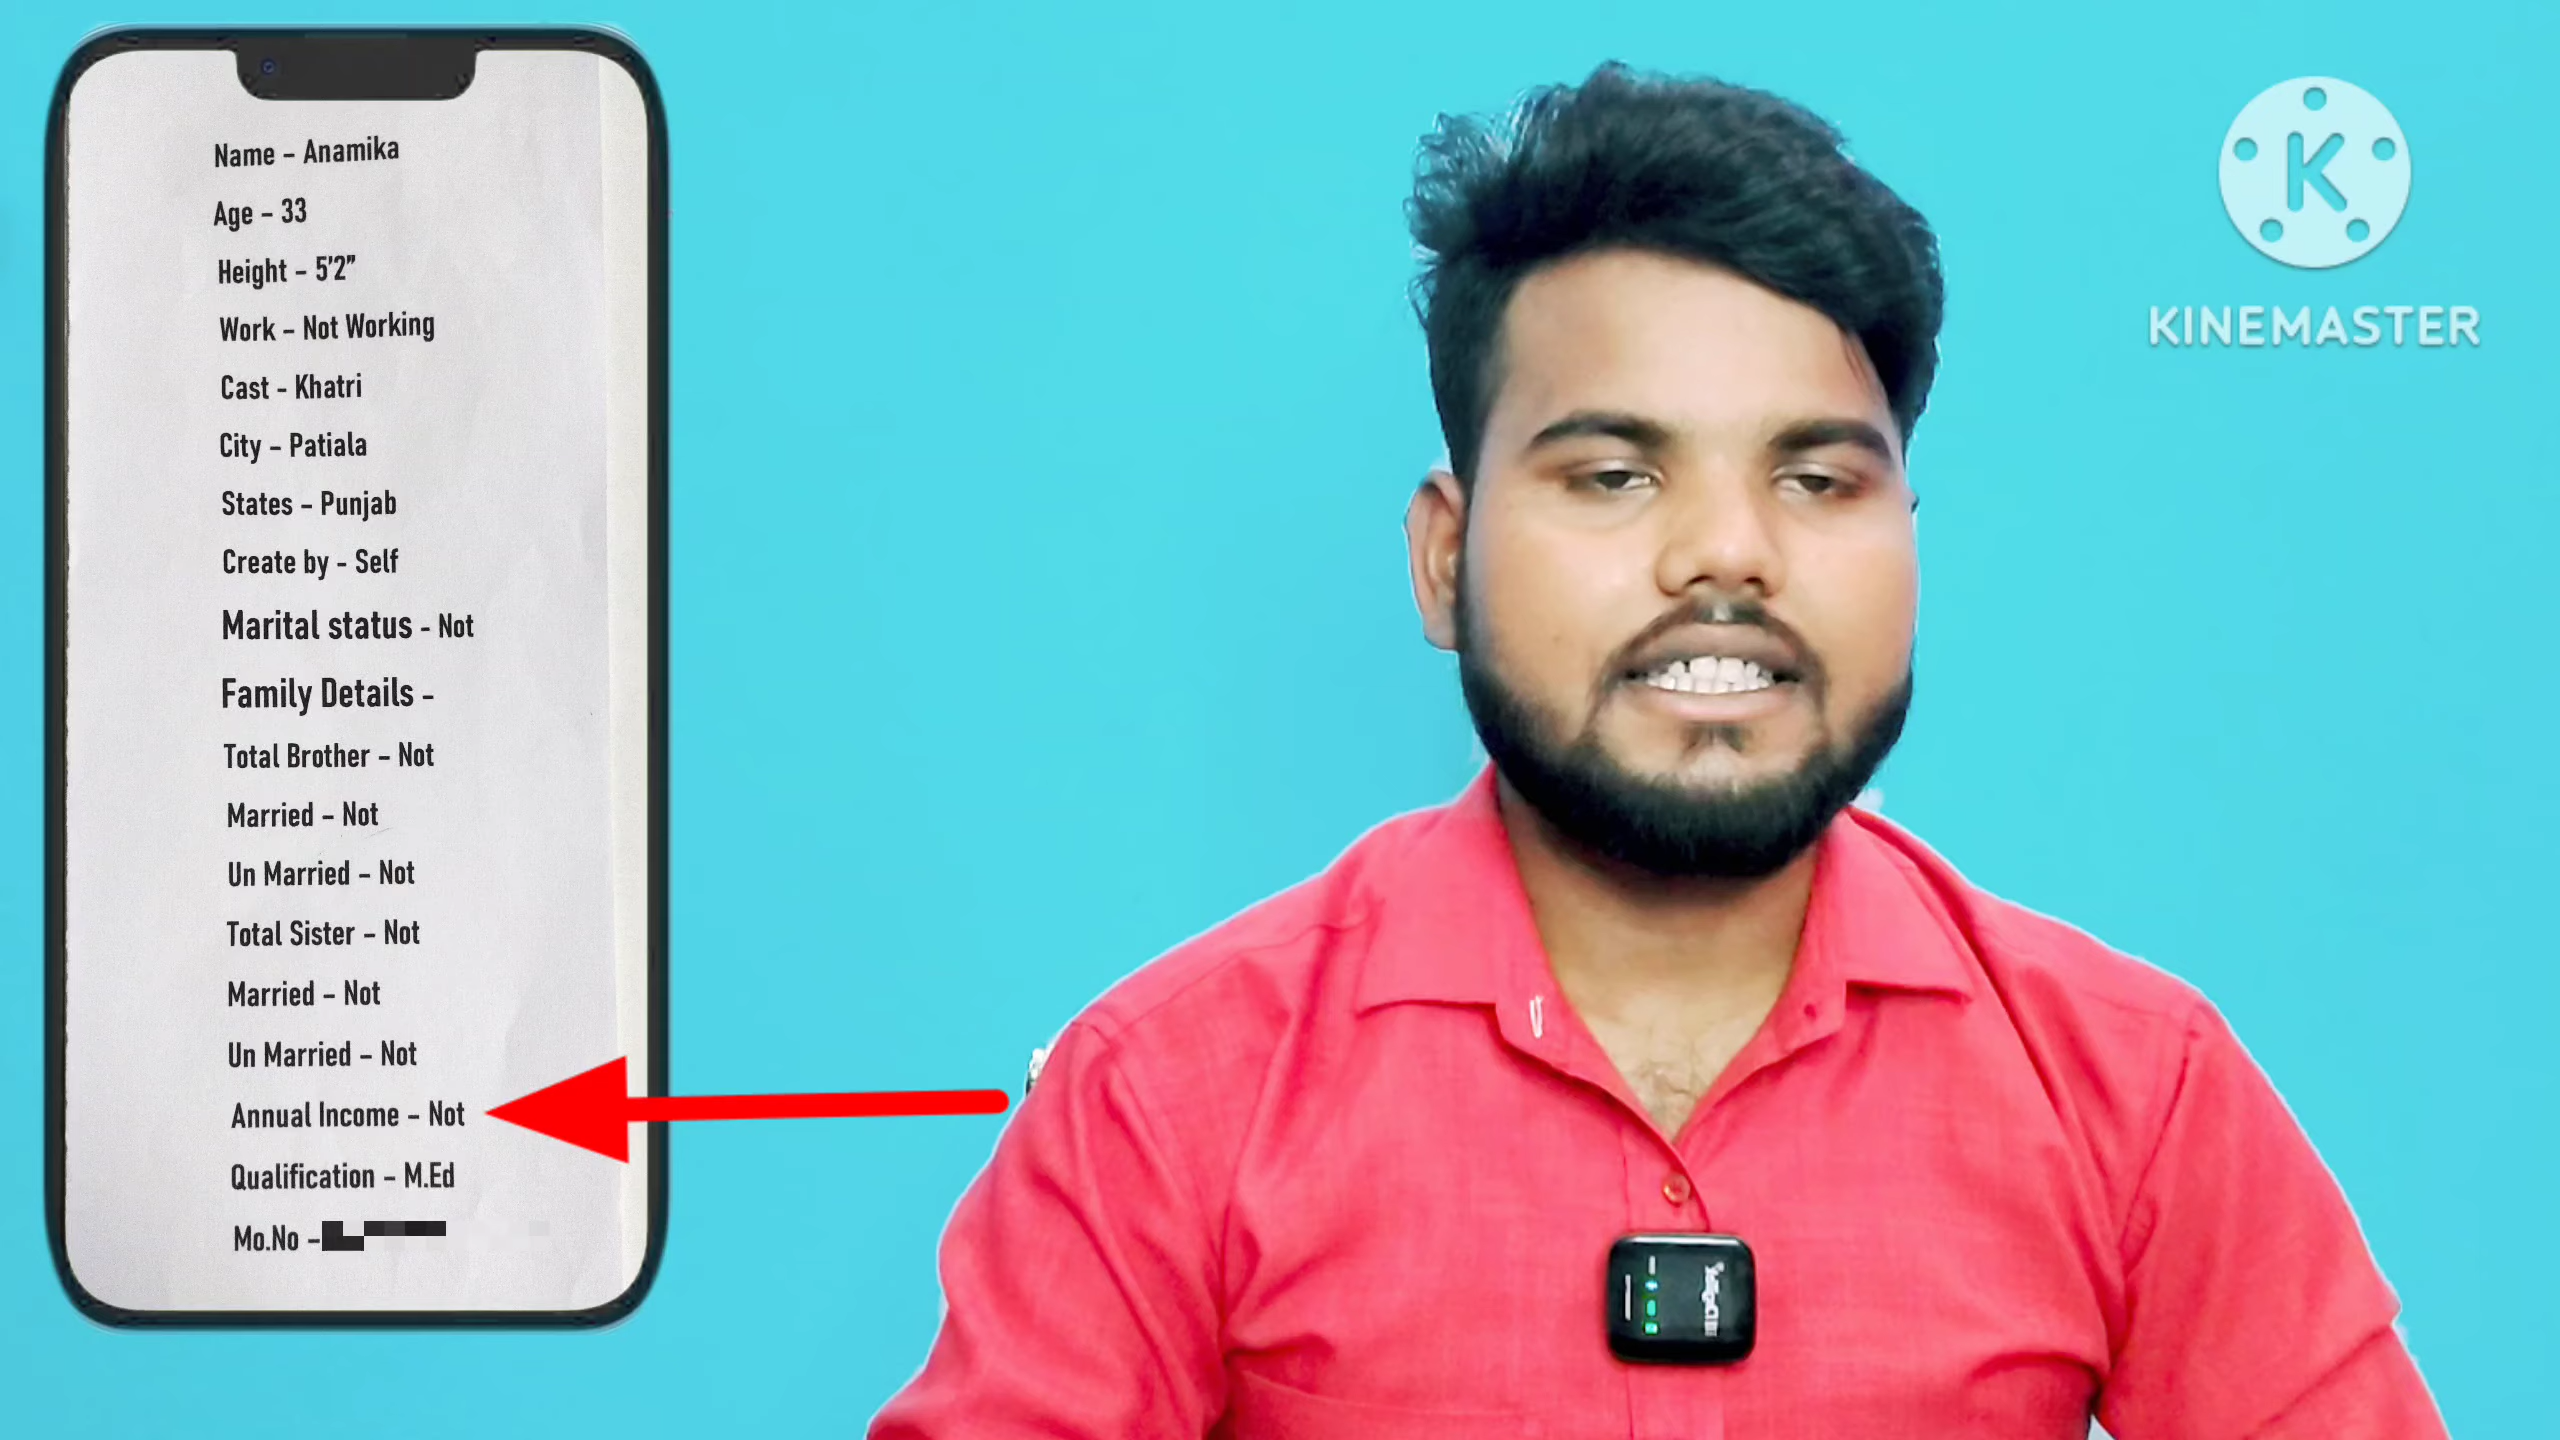 Name - Anamika
Age - 33
Height - 5'2"
Work - Not Working
Cast - Khatri
City - Patiala
States - Punjab
Create by - Self
Marital status - Not
Family Details -
Total Brother - Not
Married - Not
Un Married - Not
Total Sister - Not
Married - Not
Un Married - Not
Annual Income - Not
Qualification - M.Ed
Mo.No -
K
KINEMASTER